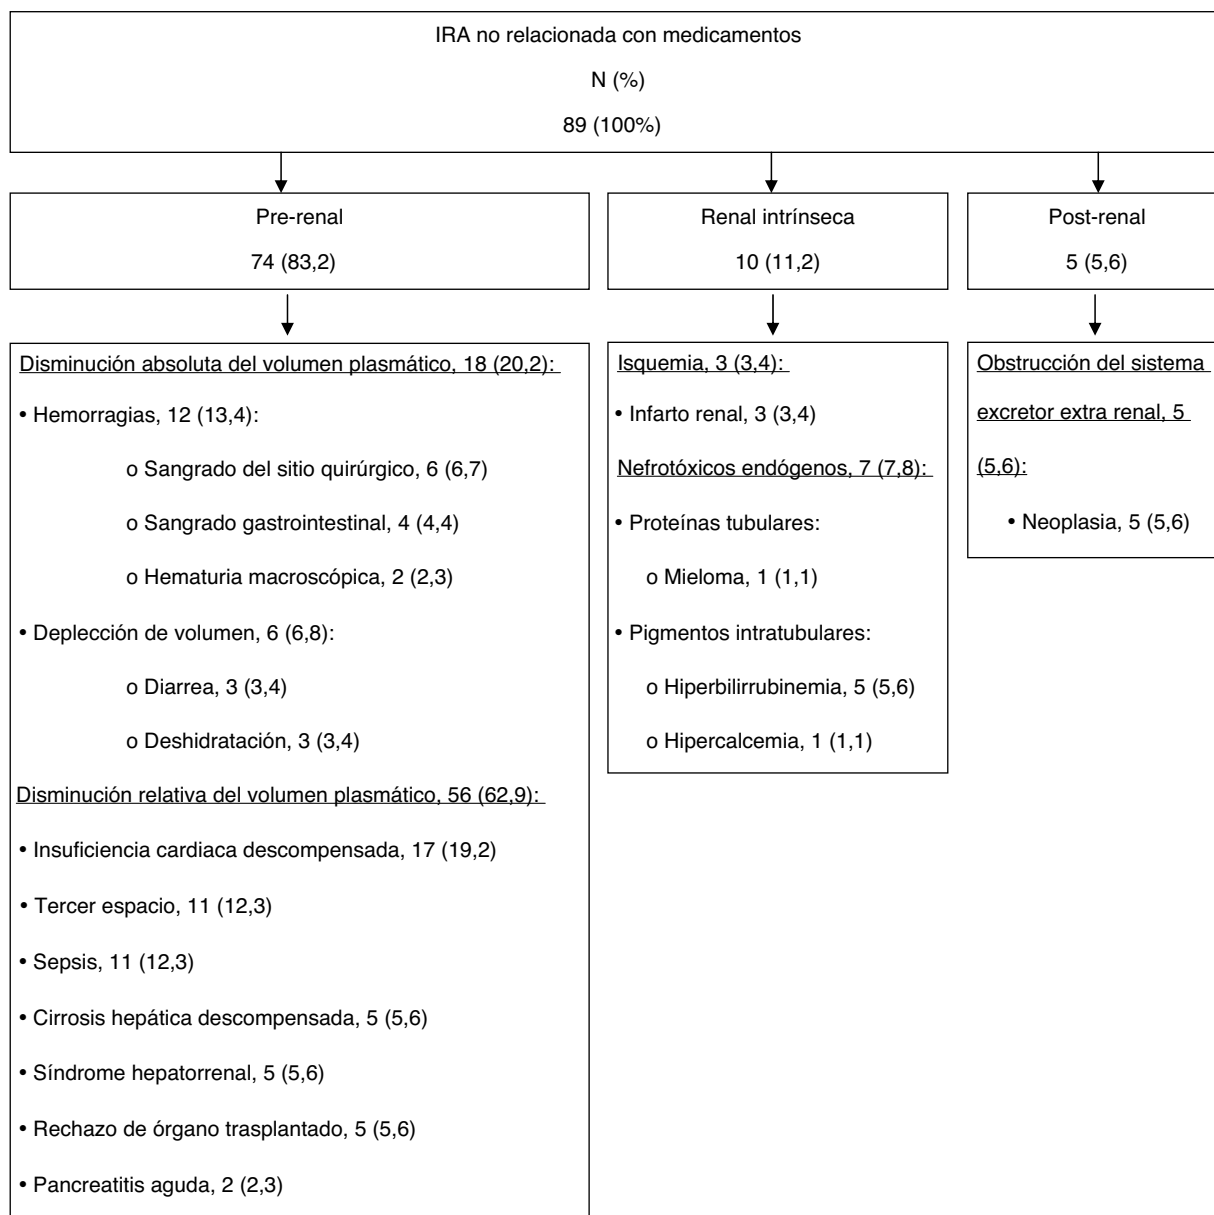 IRA no relacionada con medicamentos
N (%)
89 (100%)
Pre-renal
74 (83,2)
Renal intrínseca
10 (11,2)
Post-renal
5 (5,6)
Disminución absoluta del volumen plasmático, 18 (20,2):
• Hemorragias, 12 (13,4):
o Sangrado del sitio quirúrgico, 6 (6,7)
o Sangrado gastrointestinal, 4 (4,4)
o Hematuria macroscópica, 2 (2,3)
• Deplección de volumen, 6 (6,8):
o Diarrea, 3 (3,4)
o Deshidratación, 3 (3,4)
Disminución relativa del volumen plasmático, 56 (62,9):
• Insuficiencia cardiaca descompensada, 17 (19,2)
• Tercer espacio, 11 (12,3)
• Sepsis, 11 (12,3)
• Cirrosis hepática descompensada, 5 (5,6)
• Síndrome hepatorrenal, 5 (5,6)
• Rechazo de órgano trasplantado, 5 (5,6)
• Pancreatitis aguda, 2 (2,3)
Isquemia, 3 (3,4):
• Infarto renal, 3 (3,4)
Nefrotóxicos endógenos, 7 (7,8):
• Proteínas tubulares:
o Mieloma, 1 (1,1)
• Pigmentos intratubulares:
o Hiperbilirrubinemia, 5 (5,6)
o Hipercalcemia, 1 (1,1)
Obstrucción del sistema
excretor extra renal, 5
(5,6):
• Neoplasia, 5 (5,6)